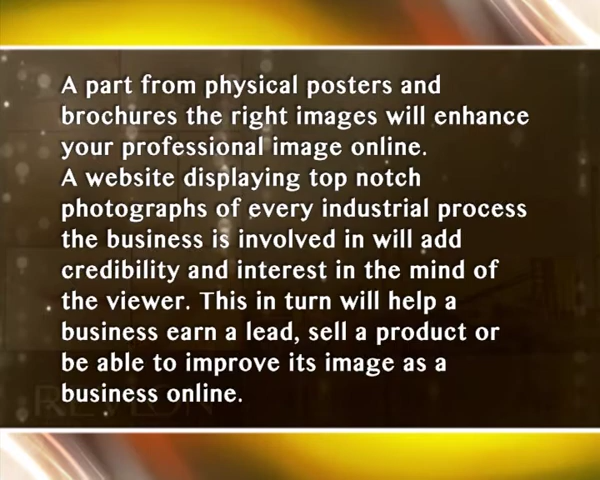 A part from physical posters and
brochures the right images will enhance
your professional image online.
A website displaying top notch
photographs of every industrial process
the business is involved in will add
credibility and interest in the mind of
the viewer. This in turn will help a
business earn a lead, sell a product or
be able to improve its image as a
business online.
REVLON